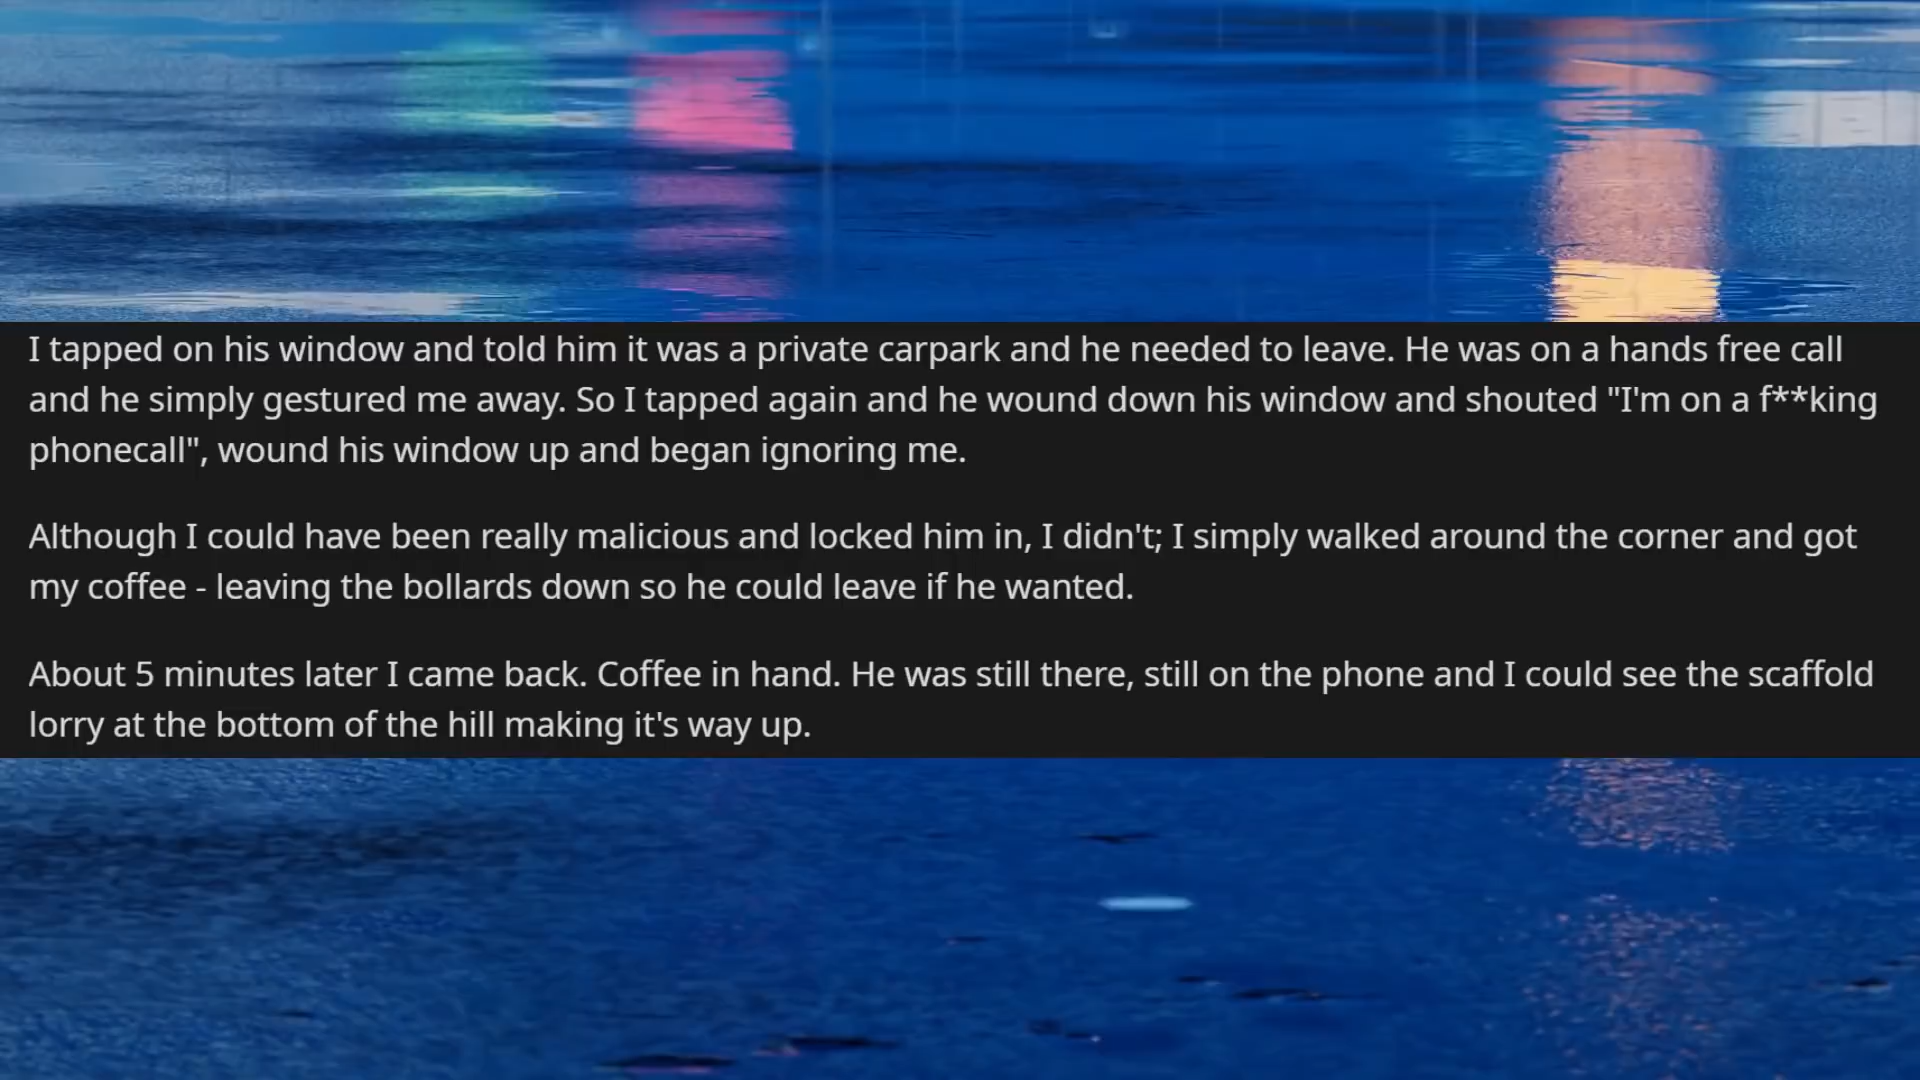 I tapped on his window and told him it was a private carpark and he needed to leave. He was on a hands free call
and he simply gestured me away. So I tapped again and he wound down his window and shouted "I'm on a f**king
phonecall", wound his window up and began ignoring me.
Although I could have been really malicious and locked him in, I didn't; I simply walked around the corner and got
my coffee - leaving the bollards down so he could leave if he wanted.
About 5 minutes later I came back. Coffee in hand. He was still there, still on the phone and I could see the scaffold
lorry at the bottom of the hill making it's way up.